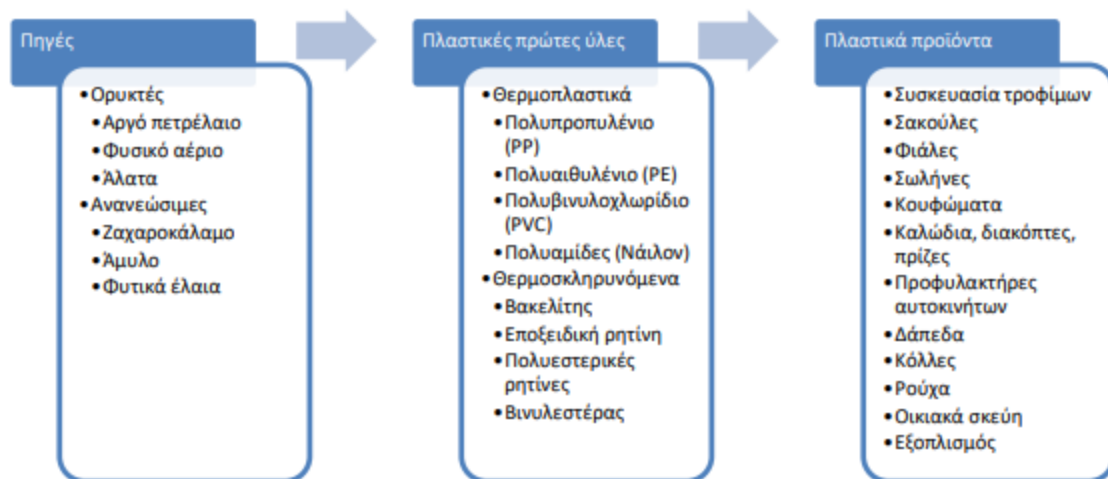 Πηγές
•Ορυκτές
•Αργό πετρέλαιο
•Φυσικό αέριο
•Άλατα
•Ανανεώσιμες
•Ζαχαροκάλαμο
•Άμυλο
•Φυτικά έλαια
Πλαστικές πρώτες ύλες
•Θερμοπλαστικά
•Πολυπροπυλένιο
(PP)
•Πολυαιθυλένιο (PE)
•Πολυβινυλοχλωρίδιο
(PVC)
•Πολυαμίδες (Νάιλον)
•Θερμοσκληρυνόμενα
•Βακελίτης
•Εποξειδική ρητίνη
•Πολυεστερικές
ρητίνες
•Βινυλεστέρας
Πλαστικά προϊόντα
•Συσκευασία τροφίμων
•Σακούλες
•Φιάλες
•Σωλήνες
•Κουφώματα
•Καλώδια, διακόπτες,
πρίζες
•Προφυλακτήρες
αυτοκινήτων
•Δάπεδα
•Κόλλες
•Ρούχα
•Οικιακά σκεύη
•Εξοπλισμός